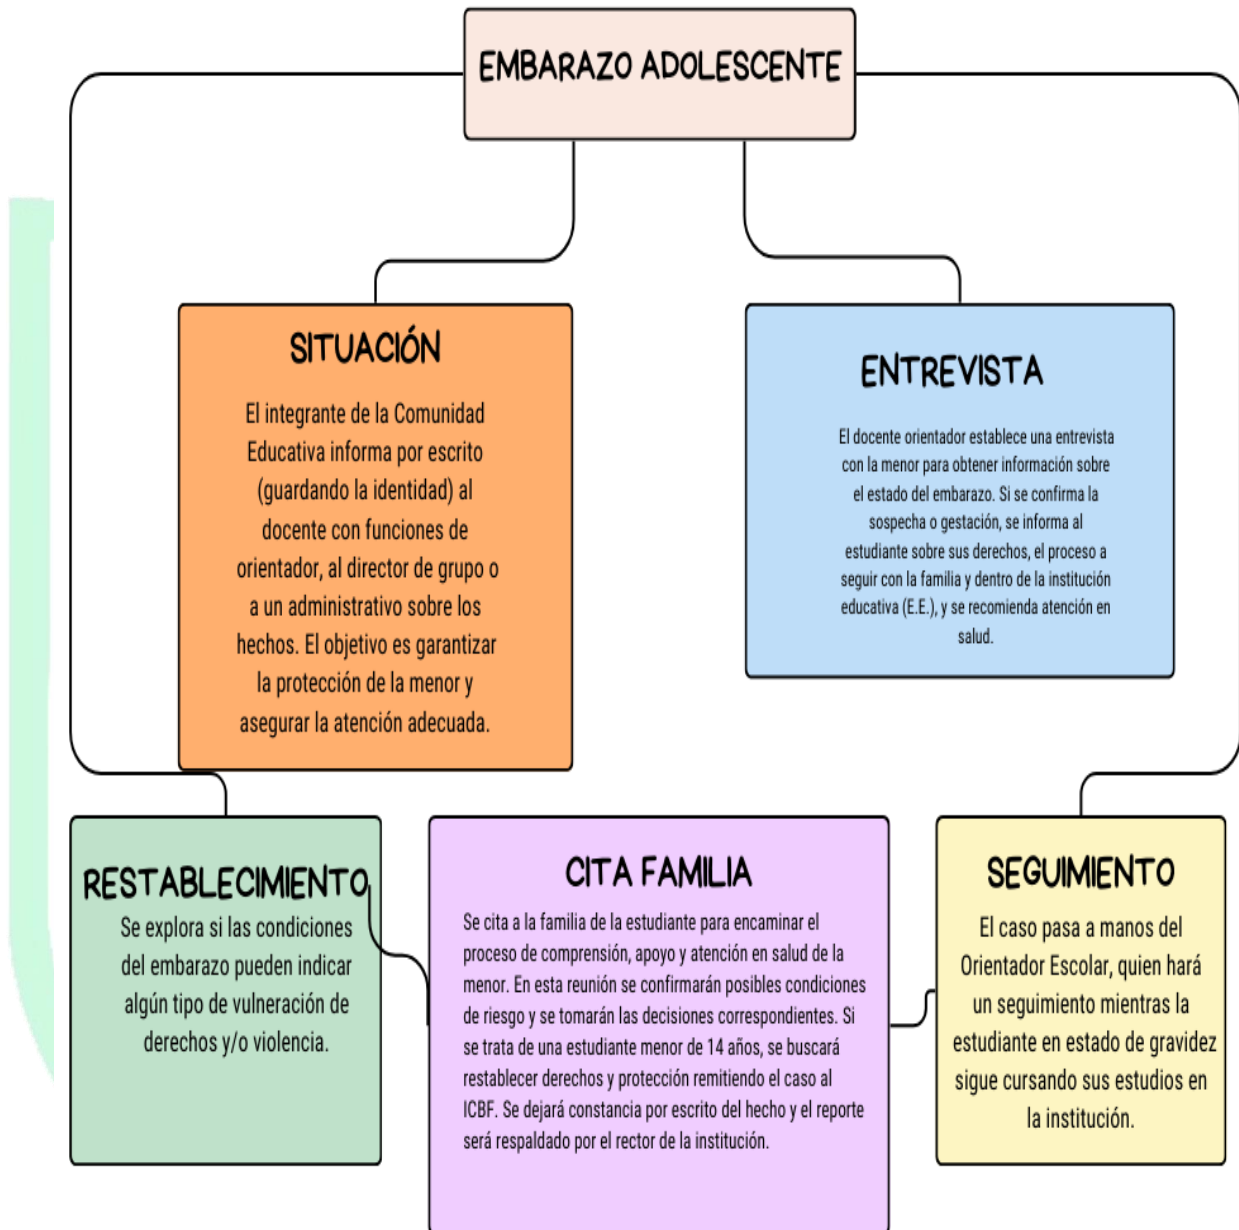 EMBARAZO ADOLESCENTE
SITUACIÓN
El integrante de la Comunidad
Educativa informa por escrito
(guardando la identidad) al
docente con funciones de
orientador, al director de grupo o
a un administrativo sobre los
hechos. El objetivo es garantizar
la protección de la menor y
asegurar la atención adecuada.
ENTREVISTA
El docente orientador establece una entrevista
con la menor para obtener información sobre
el estado del embarazo. Si se confirma la
sospecha o gestación, se informa al
estudiante sobre sus derechos, el proceso a
seguir con la familia y dentro de la institución
educativa (E.E.), y se recomienda atención en
salud.
RESTABLECIMIENTO
Se explora si las condiciones
del embarazo pueden indicar
algún tipo de vulneración de
derechos y/o violencia.
CITA FAMILIA
Se cita a la familia de la estudiante para encaminar el
proceso de comprensión, apoyo y atención en salud de la
menor. En esta reunión se confirmarán posibles condiciones
de riesgo y se tomarán las decisiones correspondientes. Si
se trata de una estudiante menor de 14 años, se buscará
restablecer derechos y protección remitiendo el caso al
ICBF. Se dejará constancia por escrito del hecho y el reporte
será respaldado por el rector de la institución.
SEGUIMIENTO
El caso pasa a manos del
Orientador Escolar, quien hará
un seguimiento mientras la
estudiante en estado de gravidez
sigue cursando sus estudios en
la institución.